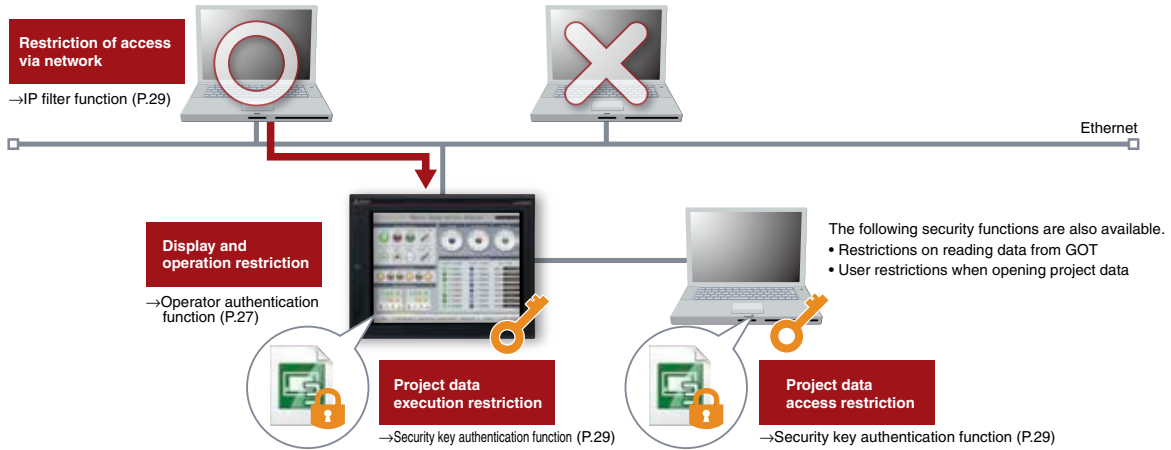 Restriction of access
via network
→IP filter function (P.29)
Ethernet
Display and
operation restriction
→Operator authentication
function (P.27)
The following security functions are also available.
• Restrictions on reading data from GOT
• User restrictions when opening project data
Project data
execution restriction
→Security key authentication function (P.29)
Project data
access restriction
→Security key authentication function (P.29)